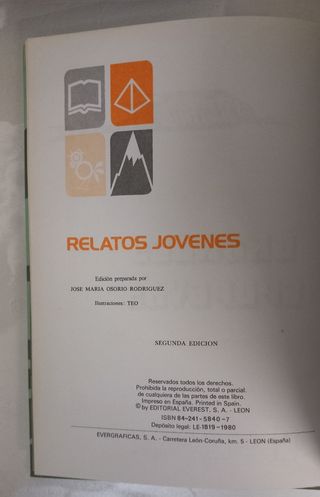 RELATOS JOVENES
Edición preparada por
JOSE MARIA OSORIO RODRIGUEZ
Ilustraciones: TEO
SEGUNDA EDICION
Reservados todos los derechos.
Prohibida la reproducción, total o parcial.
de cualquiera de las partes de este libro.
Impreso en España. Printed in Spain.
© by EDITORIAL EVEREST, S. A. - LEON
ISBN 84-241-5840-7
Depósito legal: LE-1819-1980
EVERGRAFICAS, S. A. - Carretera León-Coruña, km. 5 - LEON (España)